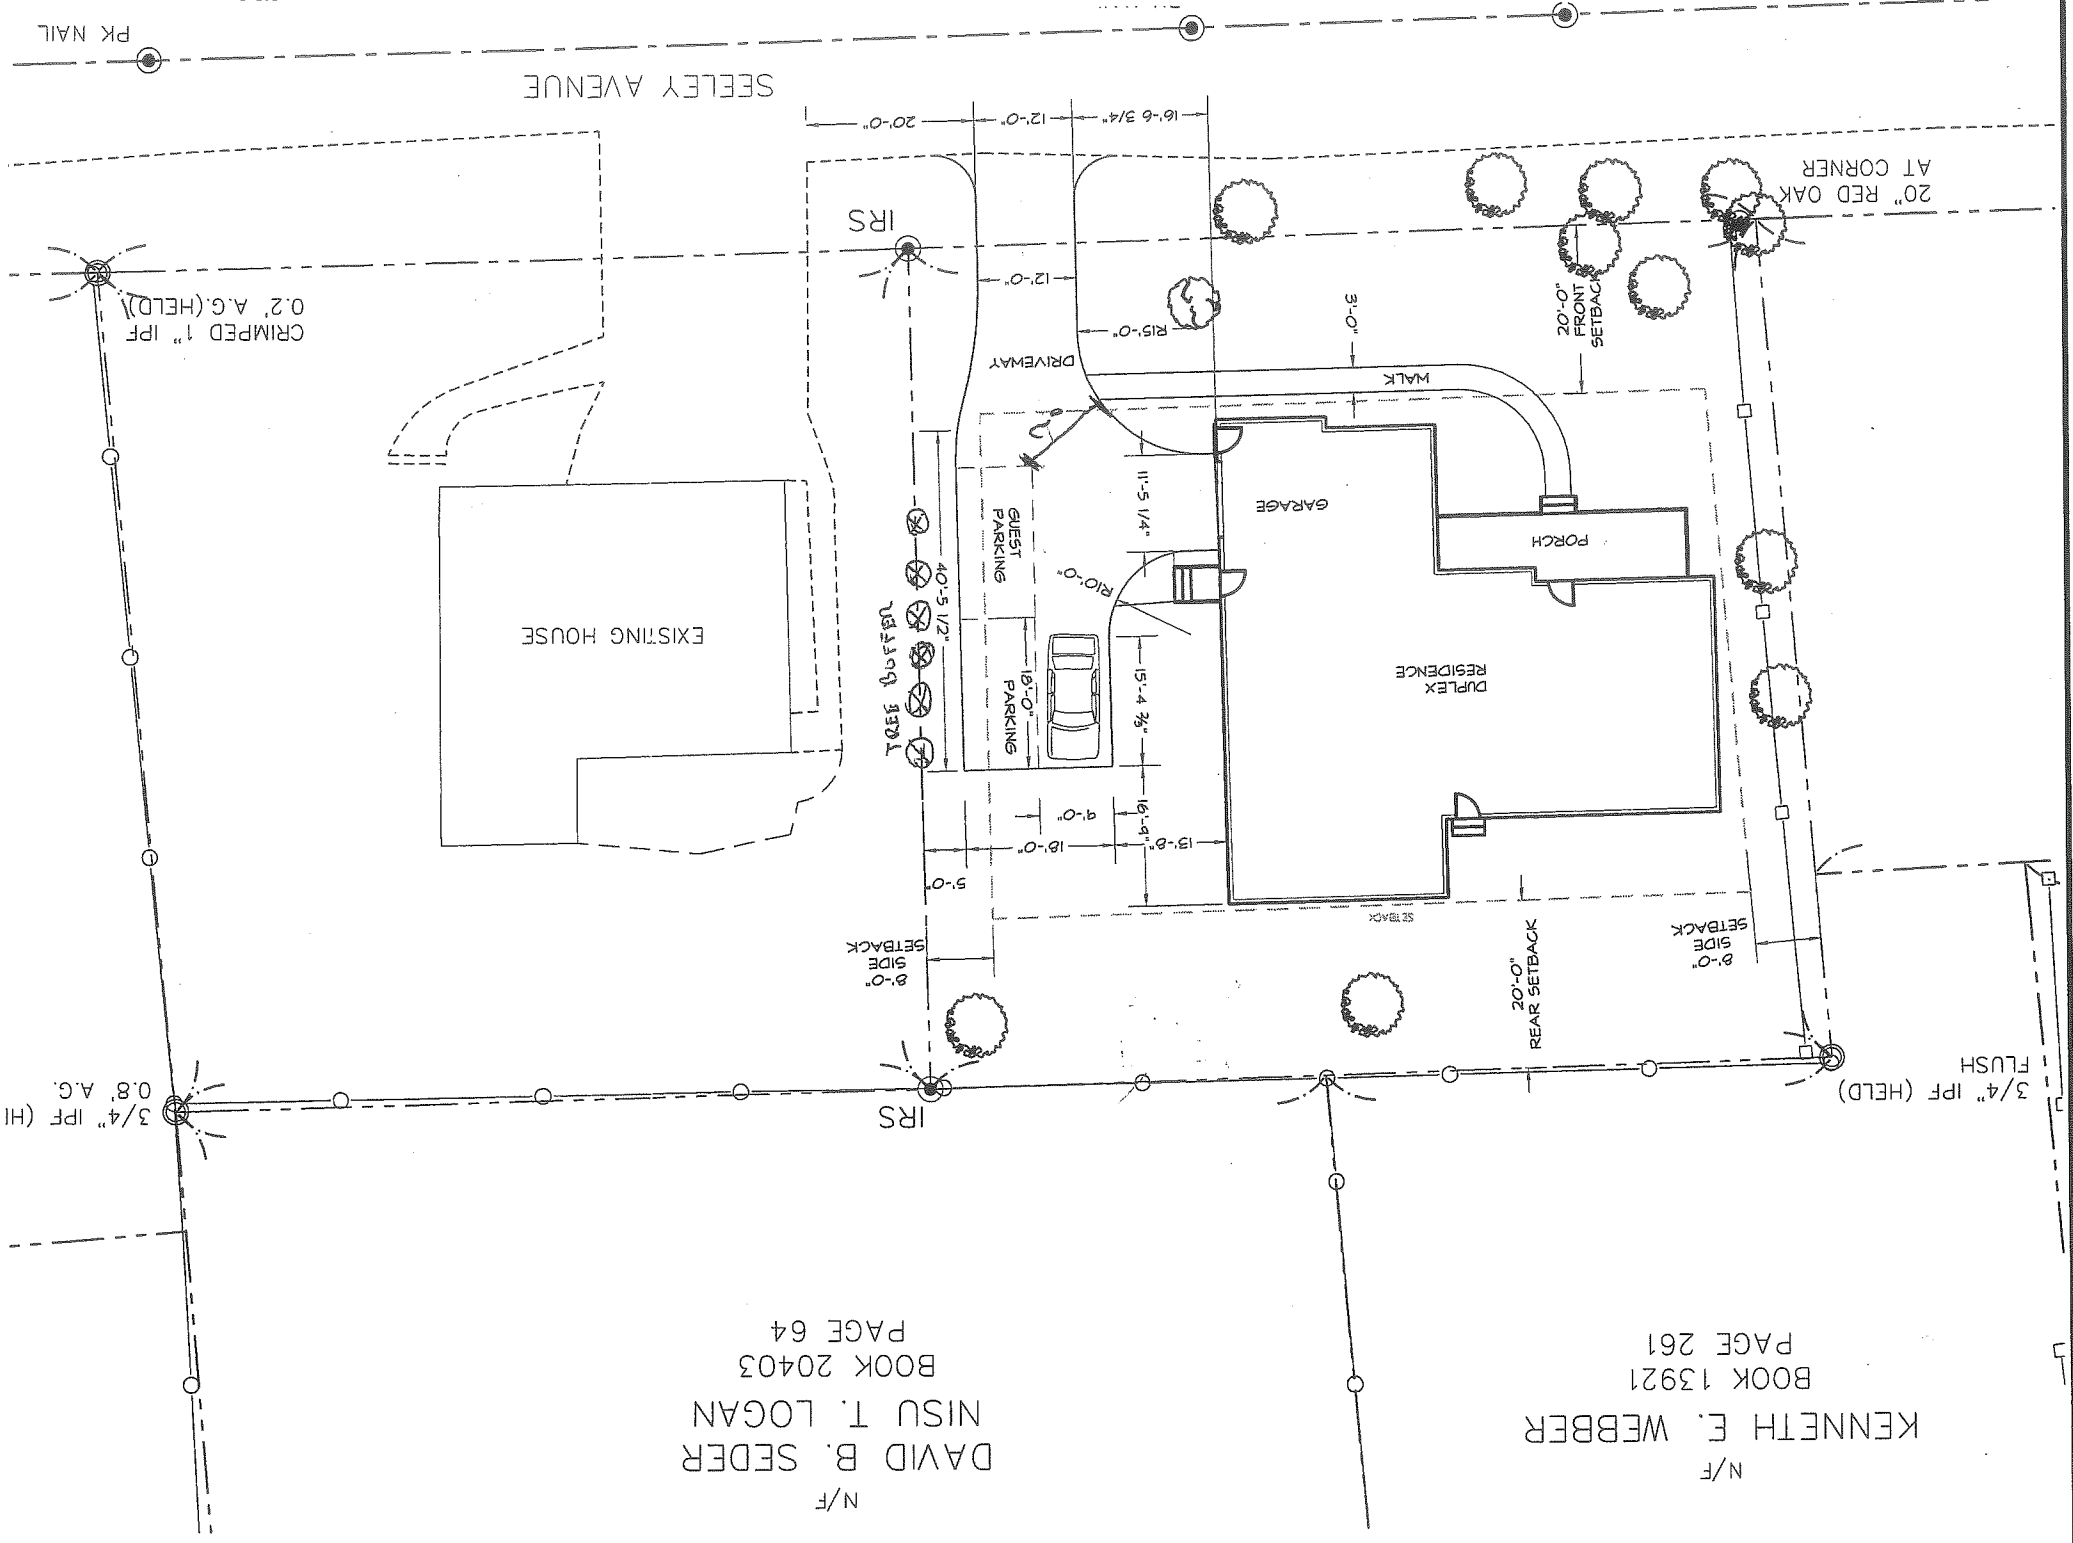 N/F
KENNETH E. WEBBER
BOOK 13921
PAGE 261
N/F
DAVID B. SEDER
NISU T. LOGAN
BOOK 20403
PAGE 64
3/4" IPF (HELD)
FLUSH
IRS
3/4" IPF (H
0.8' A.G.
20'-0"
REAR SETBACK
8'-0"
SIDE
SETBACK
8'-0"
SIDE
SETBACK
SETBACK
5'-0"
13'-8"
18'-0"
9'-0"
16'-9"
DUPLEX
RESIDENCE
15'-4 7/8"
PARKING
18'-0"
TREE BUFFER
40'-5 1/2"
EXISTING HOUSE
R10'-0"
GUEST
PARKING
PORCH
GARAGE
11'-5 1/4"
WALK
DRIVEWAY
3'-0"
R15'-0"
20'-0"
FRONT
SETBACK
12'-0"
CRIMPED 1" IPF
0.2' A.G.(HELD)
IRS
20" RED OAK
AT CORNER
16'-6 3/4"
12'-0"
20'-0"
SEELEY AVENUE
PK NAIL